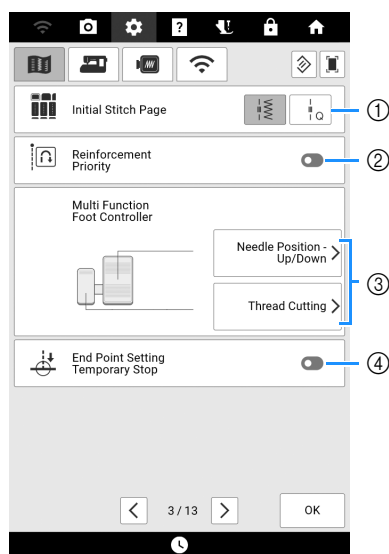 ?
Initial Stitch Page
Q
①
Reinforcement
Priority
②
Multi Function
Foot Controller
Needle Position -
Up/Down
Thread Cutting
③
End Point Setting
Temporary Stop
④
3 / 13
OK